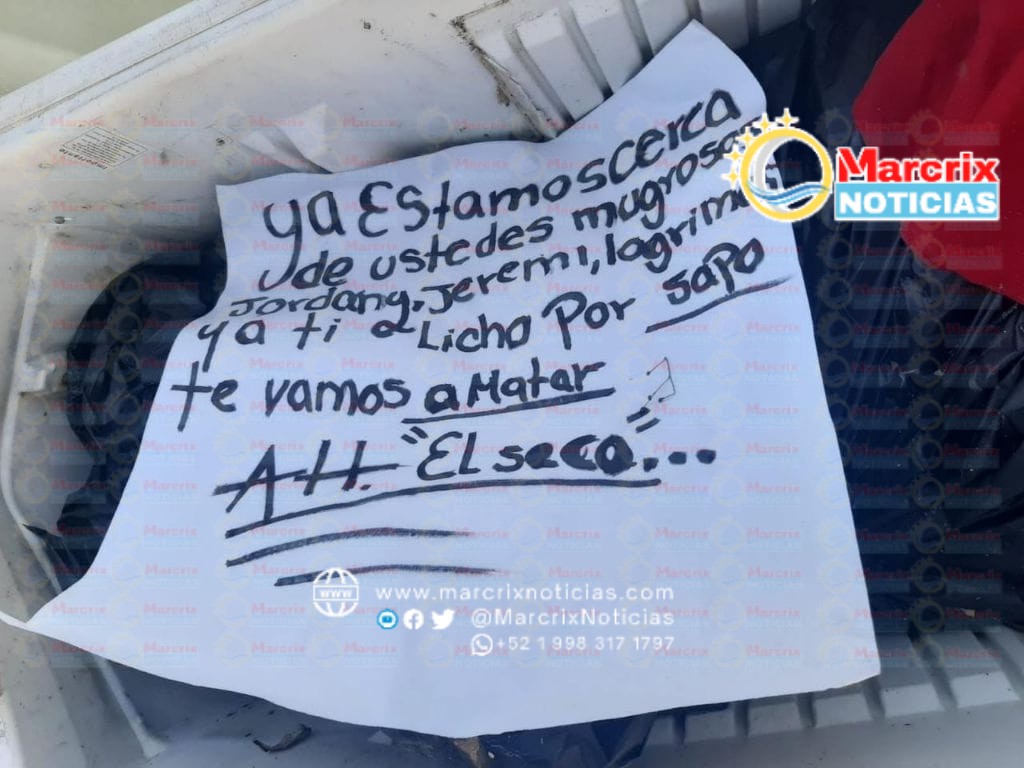 Marcrix
NOTICIAS
ya Estamos cerca
de ustedes mugrosos
Jordany, Jeremi, lagrima
y a ti Licho Por sapo
te vamos a Matar
Att. "El seco"...
www.marcrixnoticias.com
@MarcrixNoticias
+52 1 998 317 1797